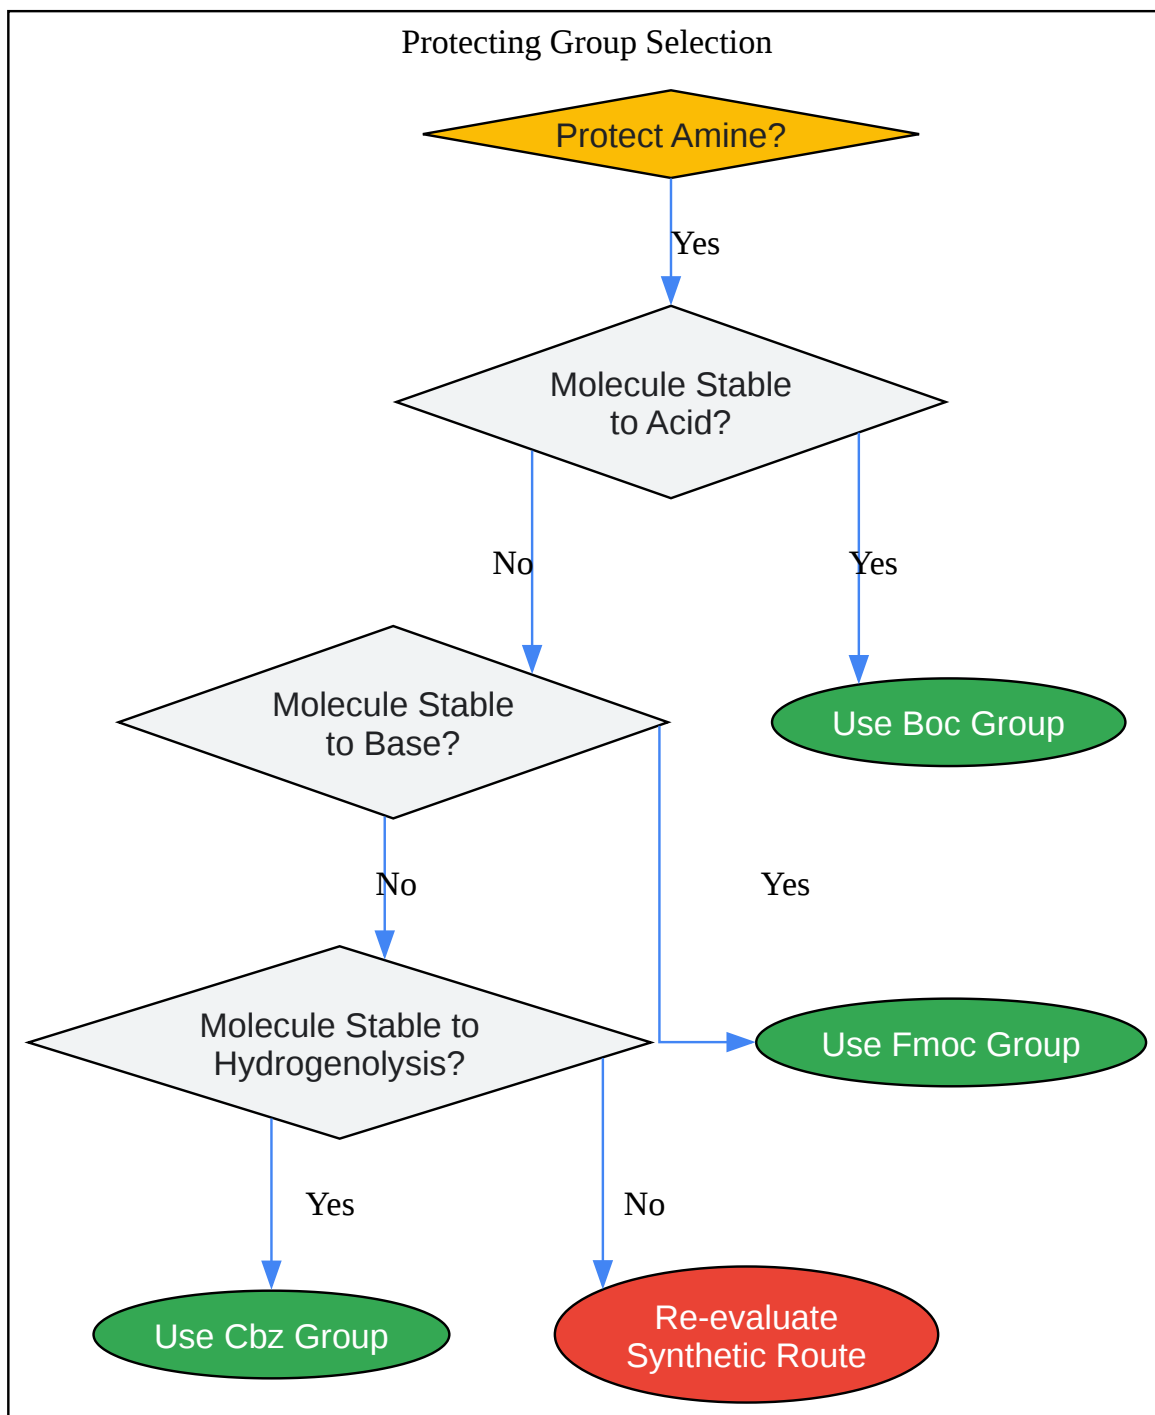 Protecting Group Selection
Protect Amine?
Yes
Molecule Stable
to Acid?
No
Yes
Molecule Stable
to Base?
Use Boc Group
No
Yes
Molecule Stable to
Hydrogenolysis?
Use Fmoc Group
Yes
No
Use Cbz Group
Re-evaluate
Synthetic Route